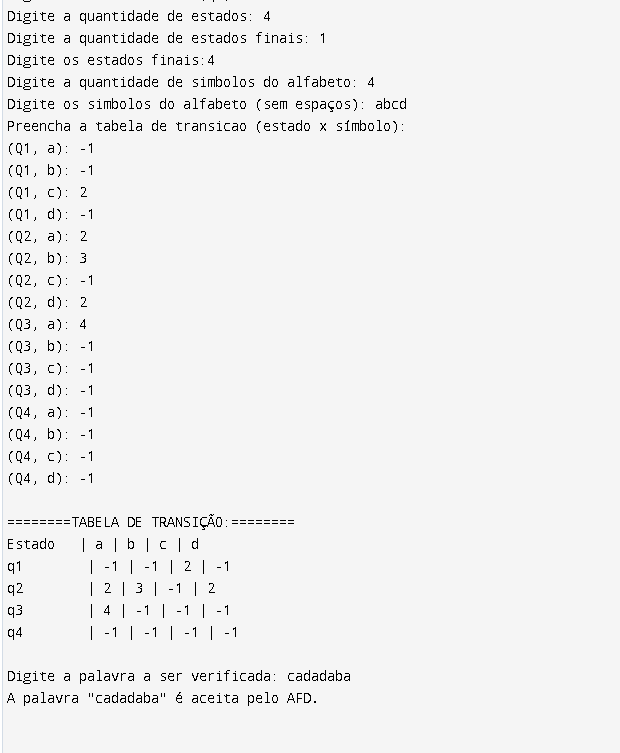 Digite a quantidade de estados: 4
Digite a quantidade de estados finais: 1
Digite os estados finais:4
Digite a quantidade de simbolos do alfabeto: 4
Digite os simbolos do alfabeto (sem espaços): abcd
Preencha a tabela de transicao (estado x símbolo):
(Q1, a): -1
(Q1, b): -1
(Q1, c): 2
(Q1, d): -1
(Q2, a): 2
(Q2, b): 3
(Q2, c): -1
(Q2, d): 2
(Q3, a): 4
(Q3, b): -1
(Q3, c): -1
(Q3, d): -1
(Q4, a): -1
(Q4, b): -1
(Q4, c): -1
(Q4, d): -1
========TABELA DE TRANSIÇÃO:========
Estado   | a | b | c | d
q1        | -1 | -1 | 2 | -1
q2        | 2 | 3 | -1 | 2
q3        | 4 | -1 | -1 | -1
q4        | -1 | -1 | -1 | -1
Digite a palavra a ser verificada: cadadaba
A palavra "cadadaba" é aceita pelo AFD.